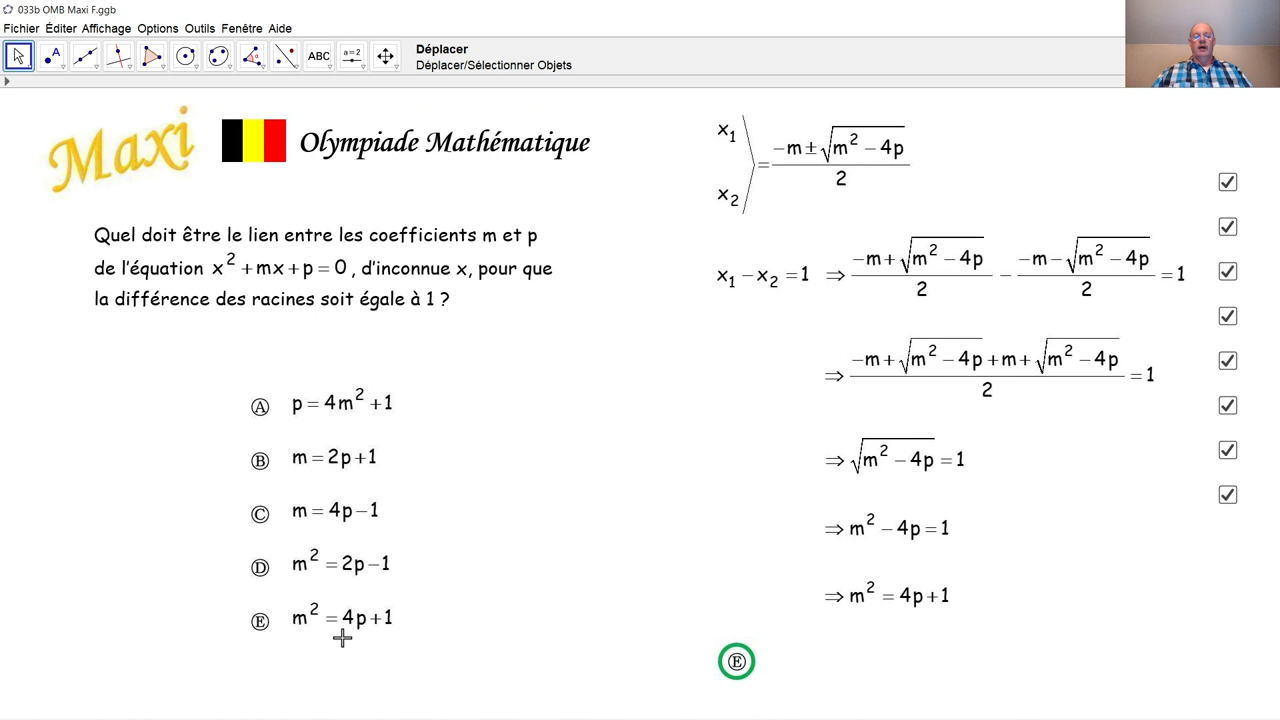 033b OMB Maxi F.ggb
Fichier Éditer Affichage Options Outils Fenêtre Aide
A ABC a=2
Déplacer
Déplacer/Sélectionner Objets
Maxi Olympiade Mathématique
Quel doit être le lien entre les coefficients m et p
de l'équation x² + mx + p = 0 , d'inconnue x, pour que
la différence des racines soit égale à 1 ?
Ⓐ p = 4m² + 1
Ⓑ m = 2p + 1
Ⓒ m = 4p − 1
Ⓓ m² = 2p − 1
Ⓔ m² = 4p + 1
x₁ x₂ = (−m ± √(m² − 4p)) / 2
x₁ − x₂ = 1 ⇒ (−m + √(m² − 4p)) / 2 − (−m − √(m² − 4p)) / 2 = 1
⇒ (−m + √(m² − 4p) + m + √(m² − 4p)) / 2 = 1
⇒ √(m² − 4p) = 1
⇒ m² − 4p = 1
⇒ m² = 4p + 1
Ⓔ